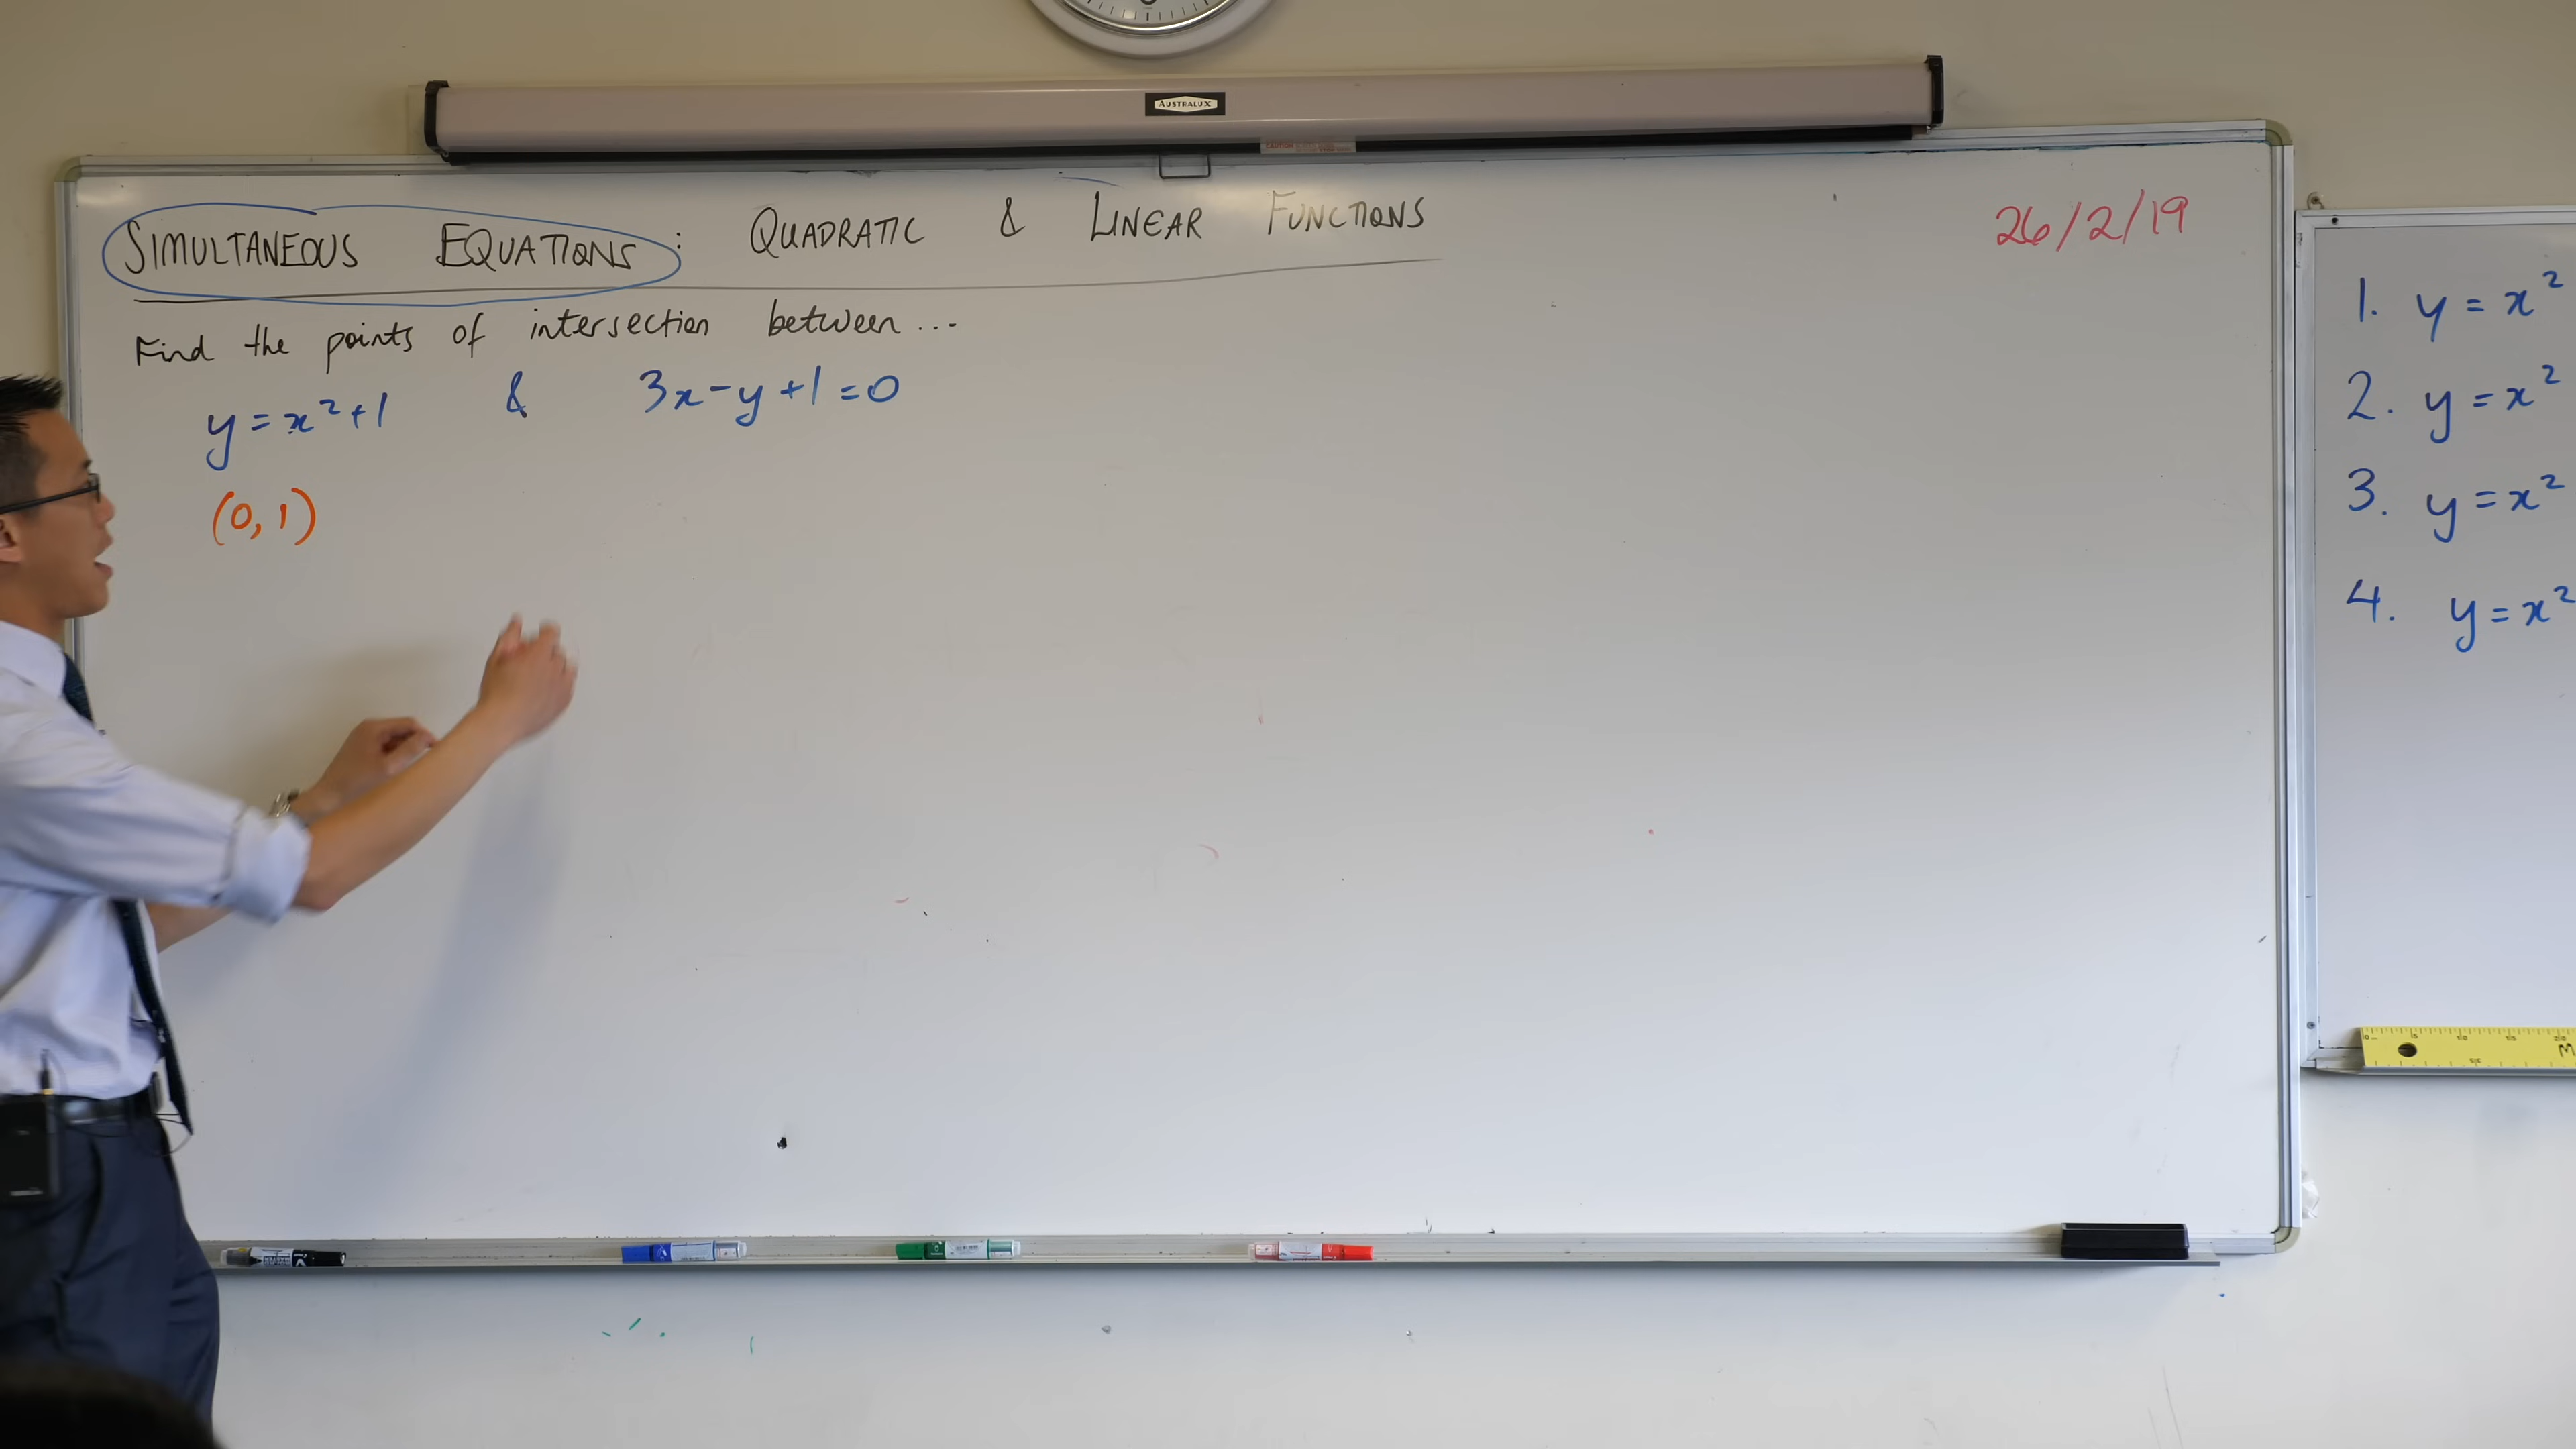 AUSTRALUX
CAUTION
SIMULTANEOUS EQUATIONS: QUADRATIC & LINEAR FUNCTIONS
26/2/19
Find the points of intersection between...
y=x²+1 & 3x-y+1=0
(0,1)
1. y=x²
2. y=x²
3. y=x²
4. y=x²